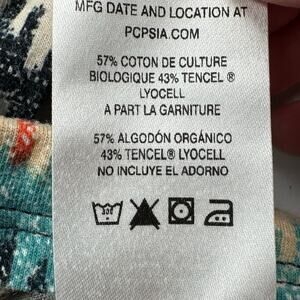 MFG DATE AND LOCATION AT
PCPSIA.COM
57% COTON DE CULTURE
BIOLOGIQUE 43% TENCEL ®
LYOCELL
A PART LA GARNITURE
57% ALGODÓN ORGÁNICO
43% TENCEL® LYOCELL
NO INCLUYE EL ADORNO